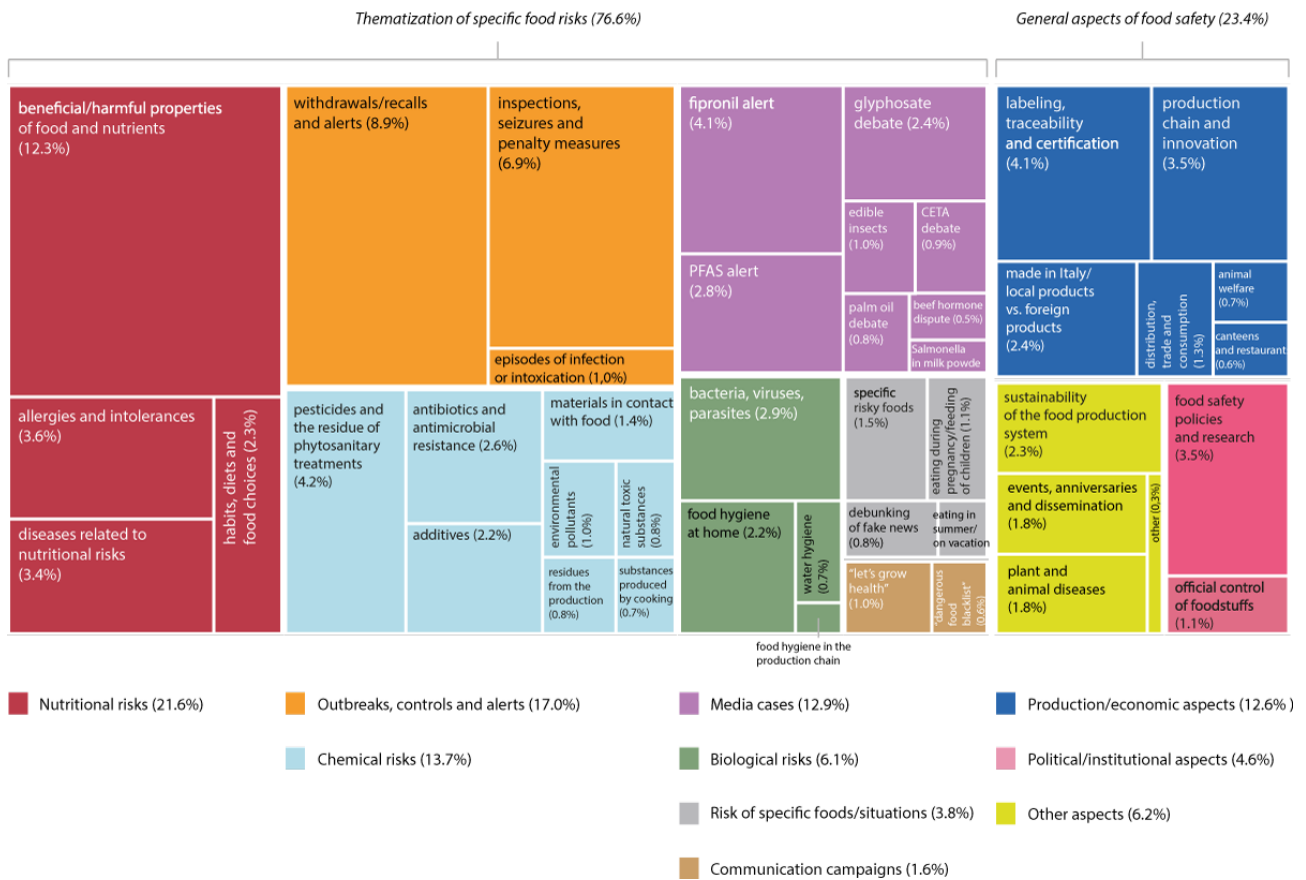 Thematization of specific food risks (76.6%)
General aspects of food safety (23.4%)
beneficial/harmful properties
of food and nutrients
(12.3%)
allergies and intolerances
(3.6%)
diseases related to
nutritional risks
(3.4%)
habits, diets and
food choices (2.3%)
withdrawals/recalls
and alerts (8.9%)
inspections,
seizures and
penalty measures
(6.9%)
episodes of infection
or intoxication (1,0%)
pesticides and
the residue of
phytosanitary
treatments
(4.2%)
antibiotics and
antimicrobial
resistance (2.6%)
additives (2.2%)
materials in contact
with food (1.4%)
environmental
pollutants
(1.0%)
natural toxic
substances
(0.8%)
residues
from the
production
(0.8%)
substances
produced
by cooking
(0.7%)
fipronil alert
(4.1%)
PFAS alert
(2.8%)
glyphosate
debate (2.4%)
edible
insects
(1.0%)
CETA
debate
(0.9%)
palm oil
debate
(0.8%)
beef hormone
dispute (0.5%)
Salmonella
in milk powde
bacteria, viruses,
parasites (2.9%)
food hygiene
at home (2.2%)
water hygiene
(0.7%)
food hygiene in the
production chain
specific
risky foods
(1.5%)
eating during
pregnancy/feeding
of children (1.1%)
debunking
of fake news
(0.8%)
eating in
summer/
on vacation
"let's grow
health"
(1.0%)
"dangerous
food
blacklist"
(0.6%)
labeling,
traceability
and certification
(4.1%)
production
chain and
innovation
(3.5%)
made in Italy/
local products
vs. foreign
products
(2.4%)
distribution,
trade and
consumption
(1.3%)
animal
welfare
(0.7%)
canteens
and restaurant
(0.6%)
sustainability
of the food production
system
(2.3%)
events, anniversaries
and dissemination
(1.8%)
plant and
animal diseases
(1.8%)
other (0,3%)
food safety
policies
and research
(3.5%)
official control
of foodstuffs
(1.1%)
Nutritional risks (21.6%)
Outbreaks, controls and alerts (17.0%)
Chemical risks (13.7%)
Media cases (12.9%)
Biological risks (6.1%)
Risk of specific foods/situations (3.8%)
Communication campaigns (1.6%)
Production/economic aspects (12.6% )
Political/institutional aspects (4.6%)
Other aspects (6.2%)